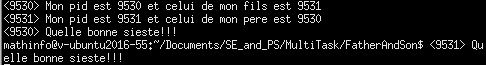 <9530> Mon pid est 9530 et celui de mon fils est 9531
<9531> Mon pid est 9531 et celui de mon pere est 9530
<9530> Quelle bonne sieste!!!
mathinfo@v-ubuntu2016-55:~/Documents/SE_and_PS/MultiTask/FatherAndSon$ <9531> Qu
elle bonne sieste!!!